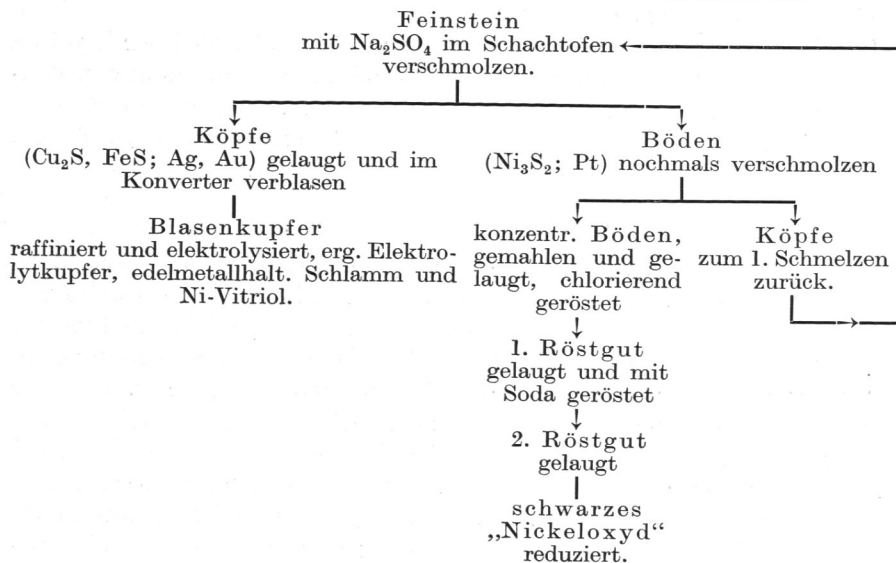 Feinstein
mit Na₂SO₄ im Schachtofen
verschmolzen.
Köpfe
(Cu₂S, FeS; Ag, Au) gelaugt und im
Konverter verblasen
Blasenkupfer
raffiniert und elektrolysiert, erg. Elektro-
lytkupfer, edelmetallhalt. Schlamm und
Ni-Vitriol.
Böden
(Ni₃S₂; Pt) nochmals verschmolzen
konzentr. Böden,
gemahlen und ge-
laugt, chlorierend
geröstet
Köpfe
zum 1. Schmelzen
zurück.
1. Röstgut
gelaugt und mit
Soda geröstet
2. Röstgut
gelaugt
schwarzes
„Nickeloxyd“
reduziert.